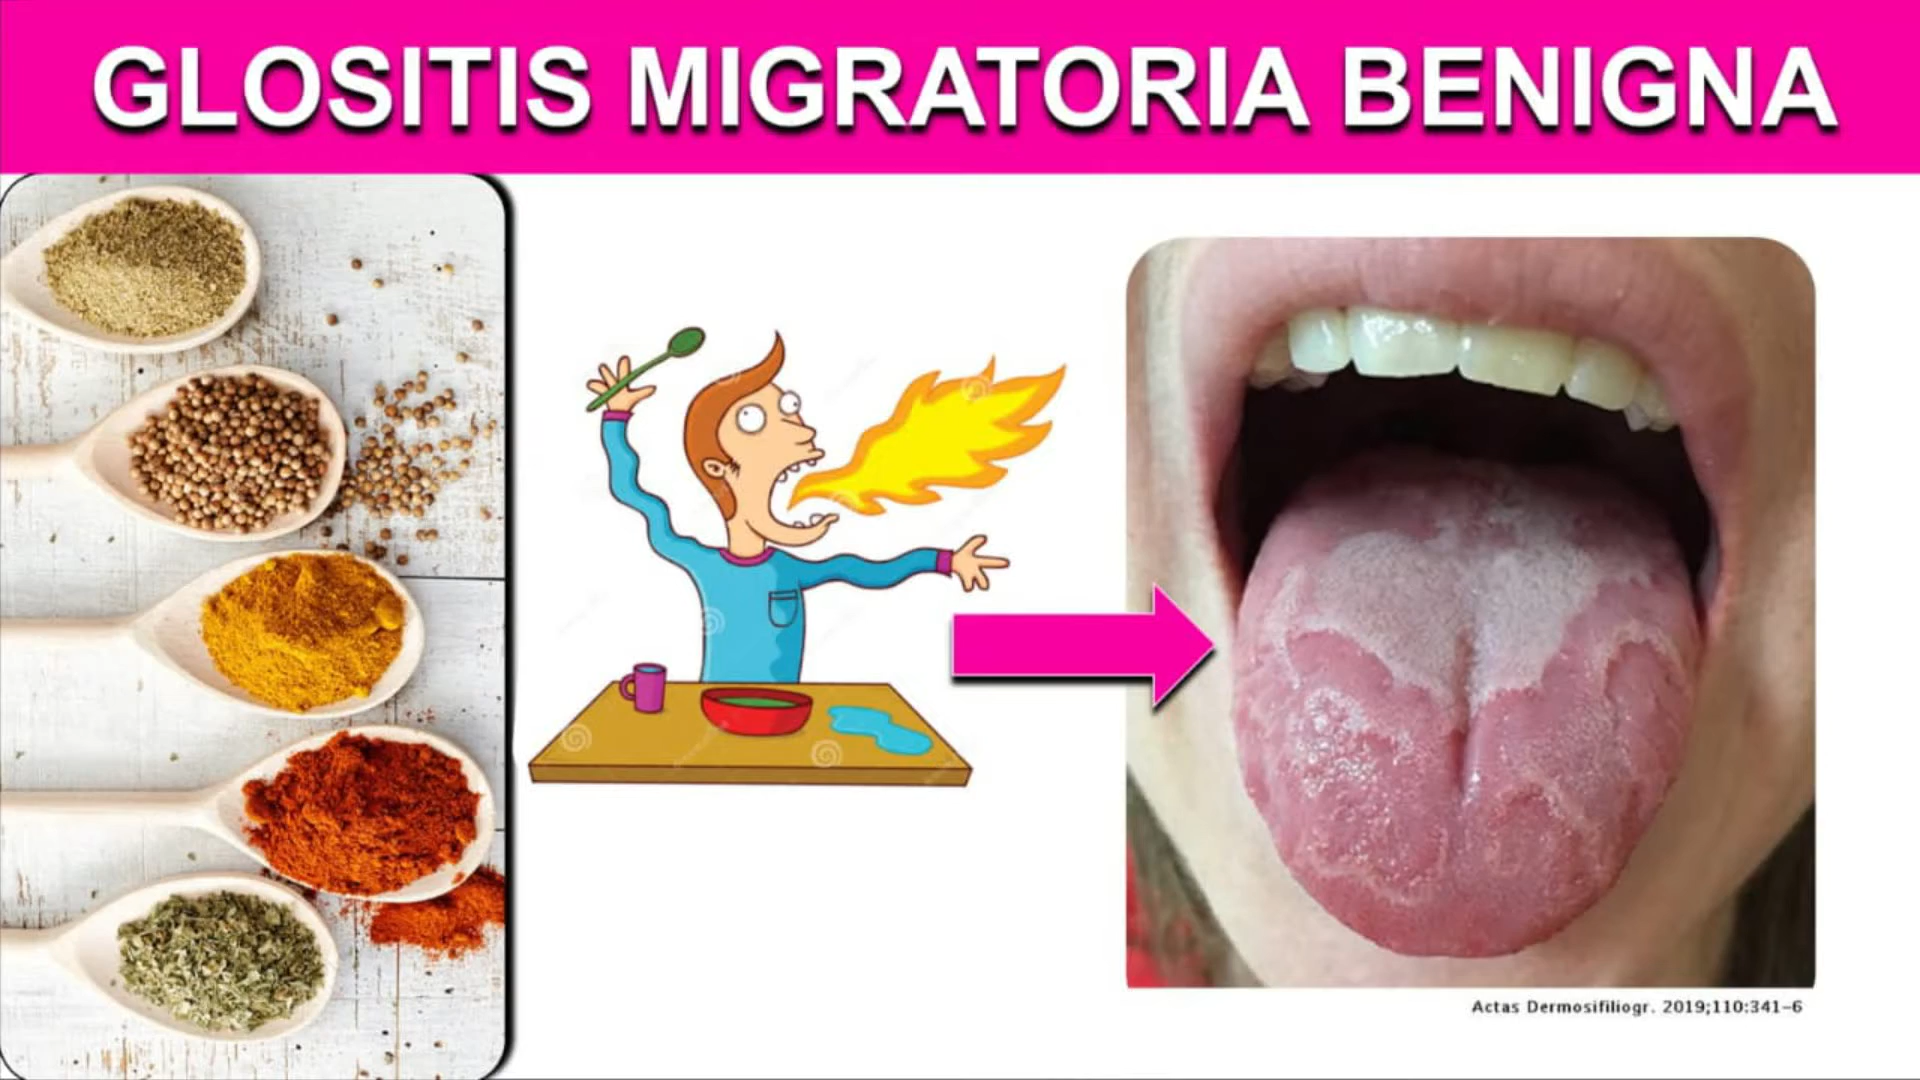 GLOSITIS MIGRATORIA BENIGNA
Actas Dermosifiliogr. 2019;110:341–6